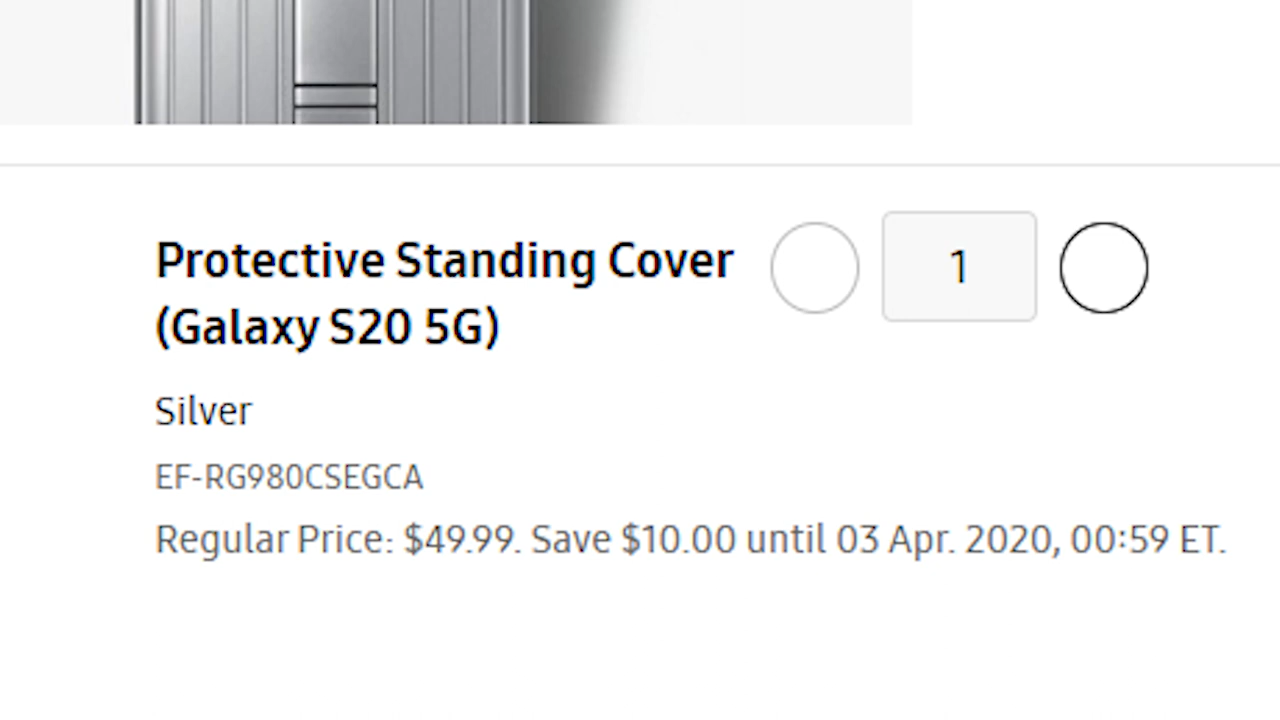 Protective Standing Cover
(Galaxy S20 5G)
1
Silver
EF-RG980CSEGCA
Regular Price: $49.99. Save $10.00 until 03 Apr. 2020, 00:59 ET.